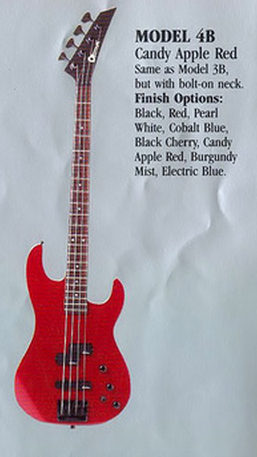 MODEL 4B
Candy Apple Red
Same as Model 3B,
but with bolt-on neck.
Finish Options:
Black, Red, Pearl
White, Cobalt Blue,
Black Cherry, Candy
Apple Red, Burgundy
Mist, Electric Blue.